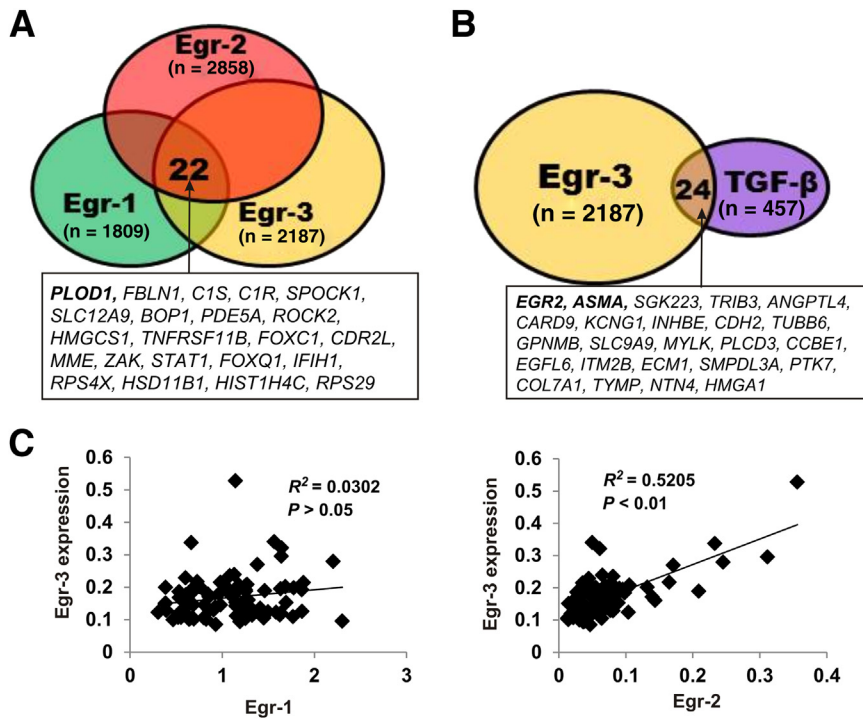 A
Egr-2
(n = 2858)
22
Egr-1
(n = 1809)
Egr-3
(n = 2187)
PLOD1, FBLN1, C1S, C1R, SPOCK1,
SLC12A9, BOP1, PDE5A, ROCK2,
HMGCS1, TNFRSF11B, FOXC1, CDR2L,
MME, ZAK, STAT1, FOXQ1, IFIH1,
RPS4X, HSD11B1, HIST1H4C, RPS29
B
Egr-3
(n = 2187)
24
TGF-β
(n = 457)
EGR2, ASMA, SGK223, TRIB3, ANGPTL4,
CARD9, KCNG1, INHBE, CDH2, TUBB6,
GPNMB, SLC9A9, MYLK, PLCD3, CCBE1,
EGFL6, ITM2B, ECM1, SMPDL3A, PTK7,
COL7A1, TYMP, NTN4, HMGA1
C
Egr-3 expression
0.6
0.5
0.4
0.3
0.2
0.1
0
R² = 0.0302
P > 0.05
0 1 2 3
Egr-1
Egr-3 expression
0.6
0.5
0.4
0.3
0.2
0.1
0
R² = 0.5205
P < 0.01
0 0.1 0.2 0.3 0.4
Egr-2